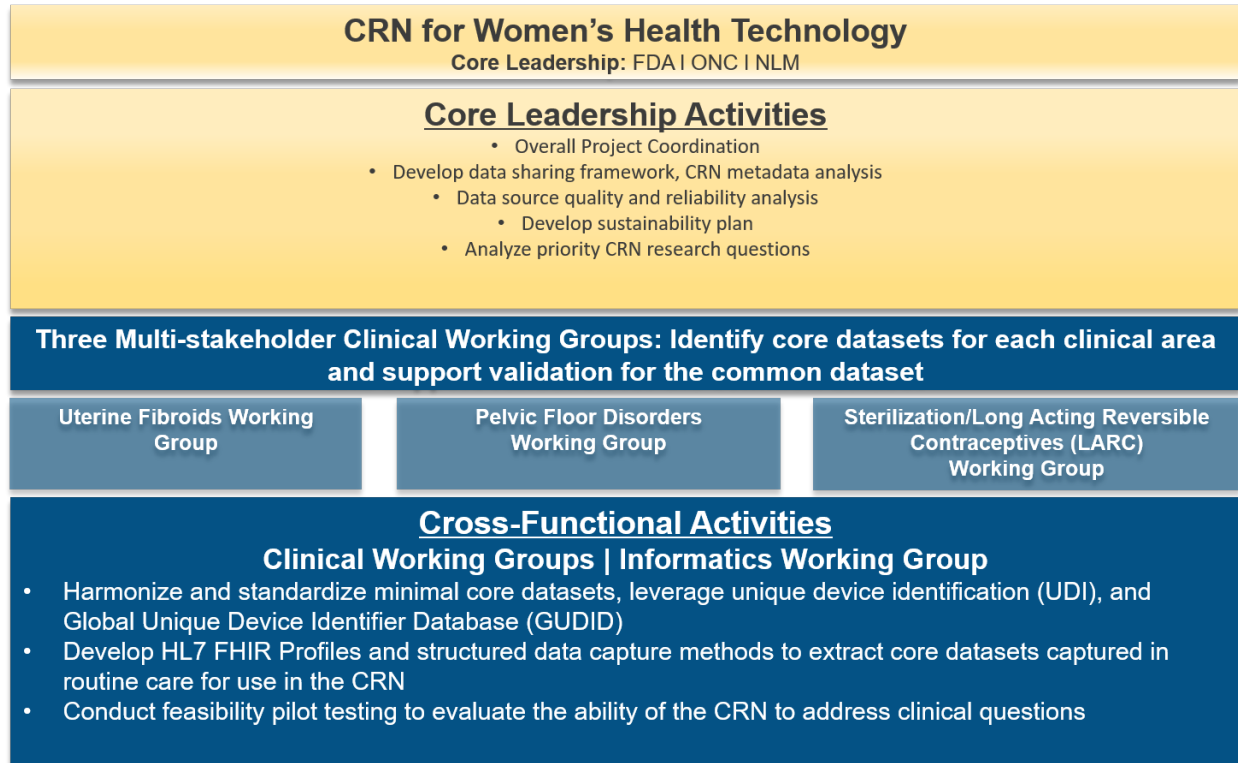 CRN for Women’s Health Technology
Core Leadership: FDA I ONC I NLM
Core Leadership Activities
• Overall Project Coordination
• Develop data sharing framework, CRN metadata analysis
• Data source quality and reliability analysis
• Develop sustainability plan
• Analyze priority CRN research questions
Three Multi-stakeholder Clinical Working Groups: Identify core datasets for each clinical area
and support validation for the common dataset
Uterine Fibroids Working
Group
Pelvic Floor Disorders
Working Group
Sterilization/Long Acting Reversible
Contraceptives (LARC)
Working Group
Cross-Functional Activities
Clinical Working Groups | Informatics Working Group
• Harmonize and standardize minimal core datasets, leverage unique device identification (UDI), and
Global Unique Device Identifier Database (GUDID)
• Develop HL7 FHIR Profiles and structured data capture methods to extract core datasets captured in
routine care for use in the CRN
• Conduct feasibility pilot testing to evaluate the ability of the CRN to address clinical questions